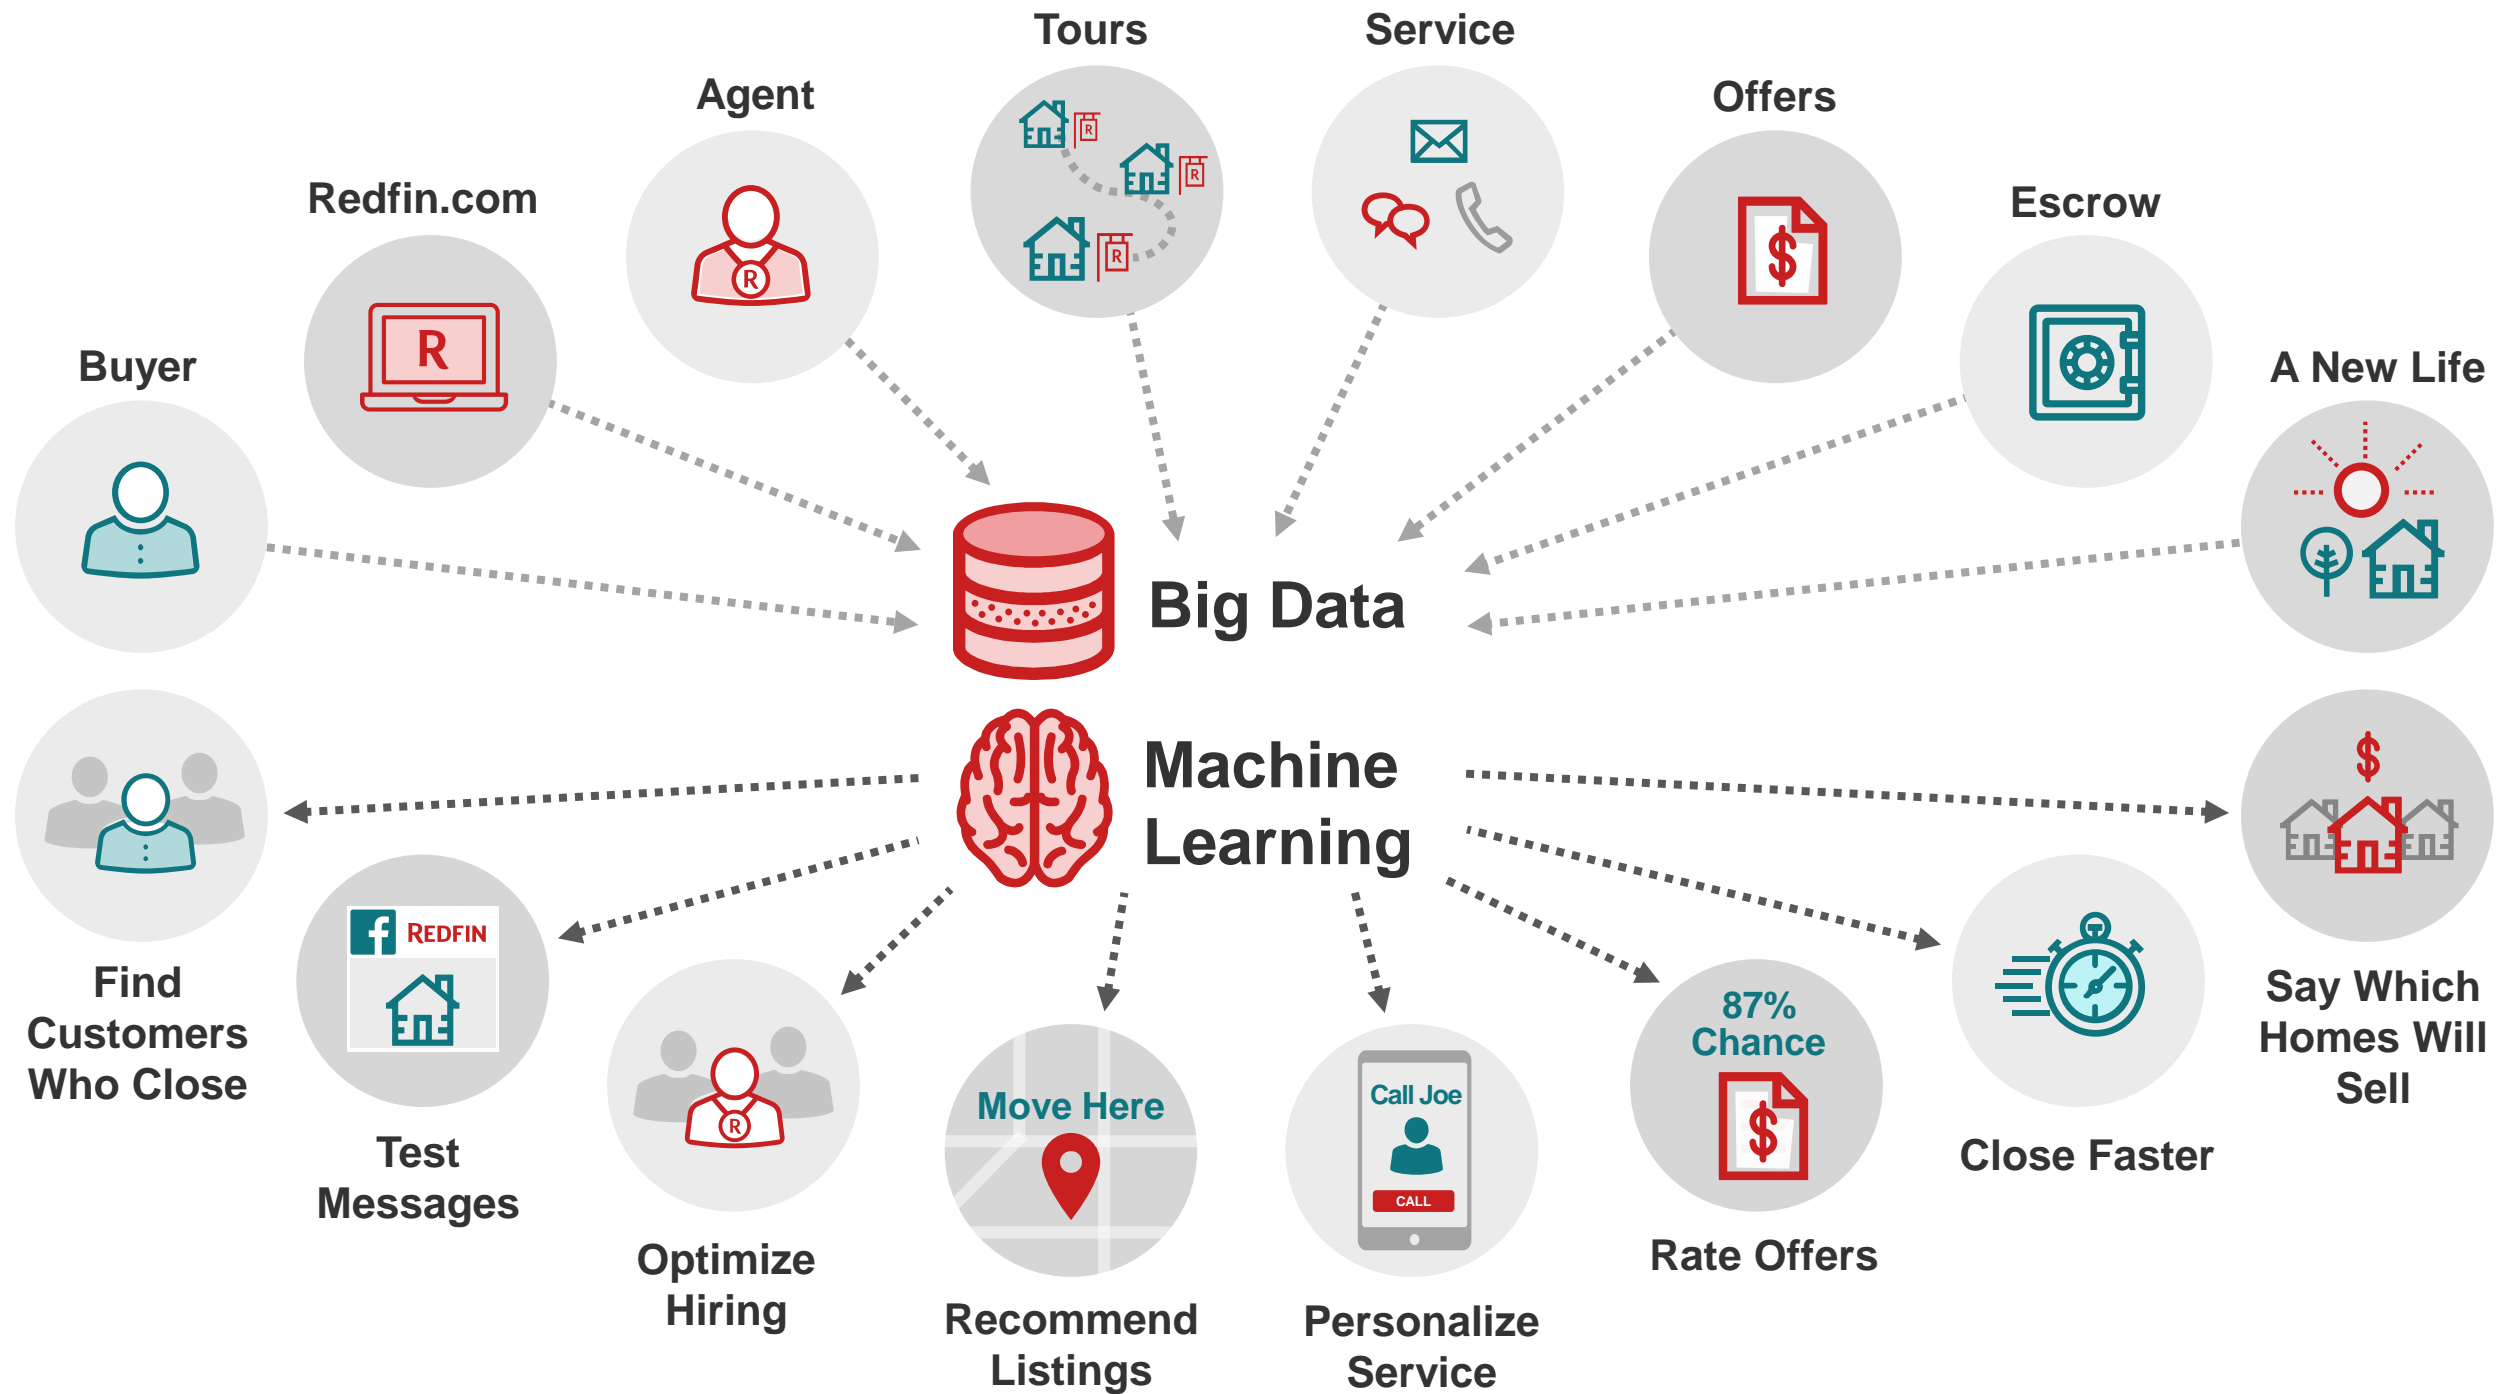 Tours
Service
Agent
Offers
Redfin.com
Escrow
Buyer
A New Life
R
R
R
R
R
Big Data
Machine
Learning
Find
Customers
Who Close
f REDFIN
Test
Messages
R
Optimize
Hiring
Move Here
Recommend
Listings
Call Joe
CALL
Personalize
Service
87%
Chance
$
Rate Offers
Close Faster
$
Say Which
Homes Will
Sell
$